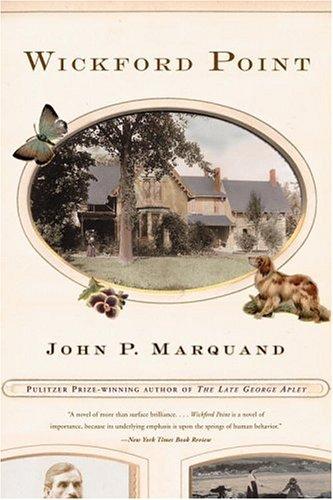 WICKFORD POINT
JOHN P. MARQUAND
PULITZER PRIZE-WINNING AUTHOR OF THE LATE GEORGE APLEY
"A novel of more than surface brilliance. . . . Wickford Point is a novel of
importance, because its underlying emphasis is upon the springs of human behavior."
—New York Times Book Review